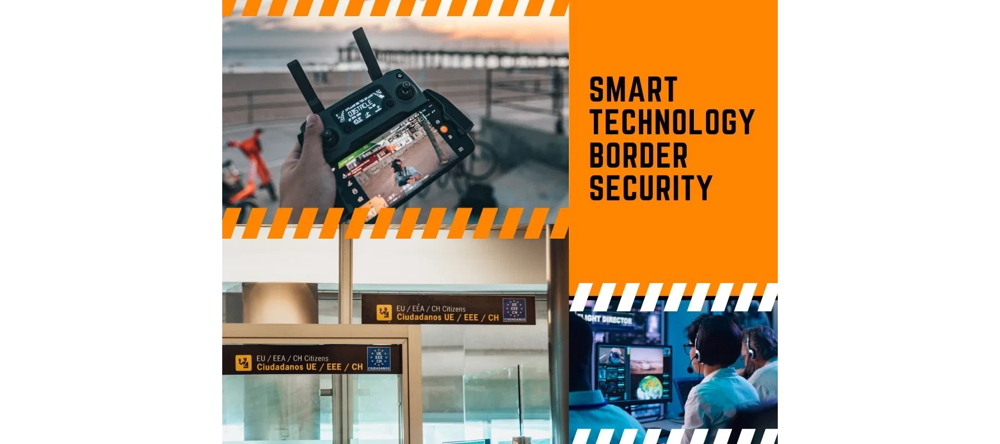 SMART
TECHNOLOGY
BORDER
SECURITY
OBSTACLE
EU / EEA / CH Citizens
Ciudadanos UE / EEE / CH
UE
EEE
CH
CIUDADANOS
EU / EEA / CH Citizens
Ciudadanos UE / EEE / CH
UE
EEE
CH
CIUDADANOS
LIGHT DIRECTOR